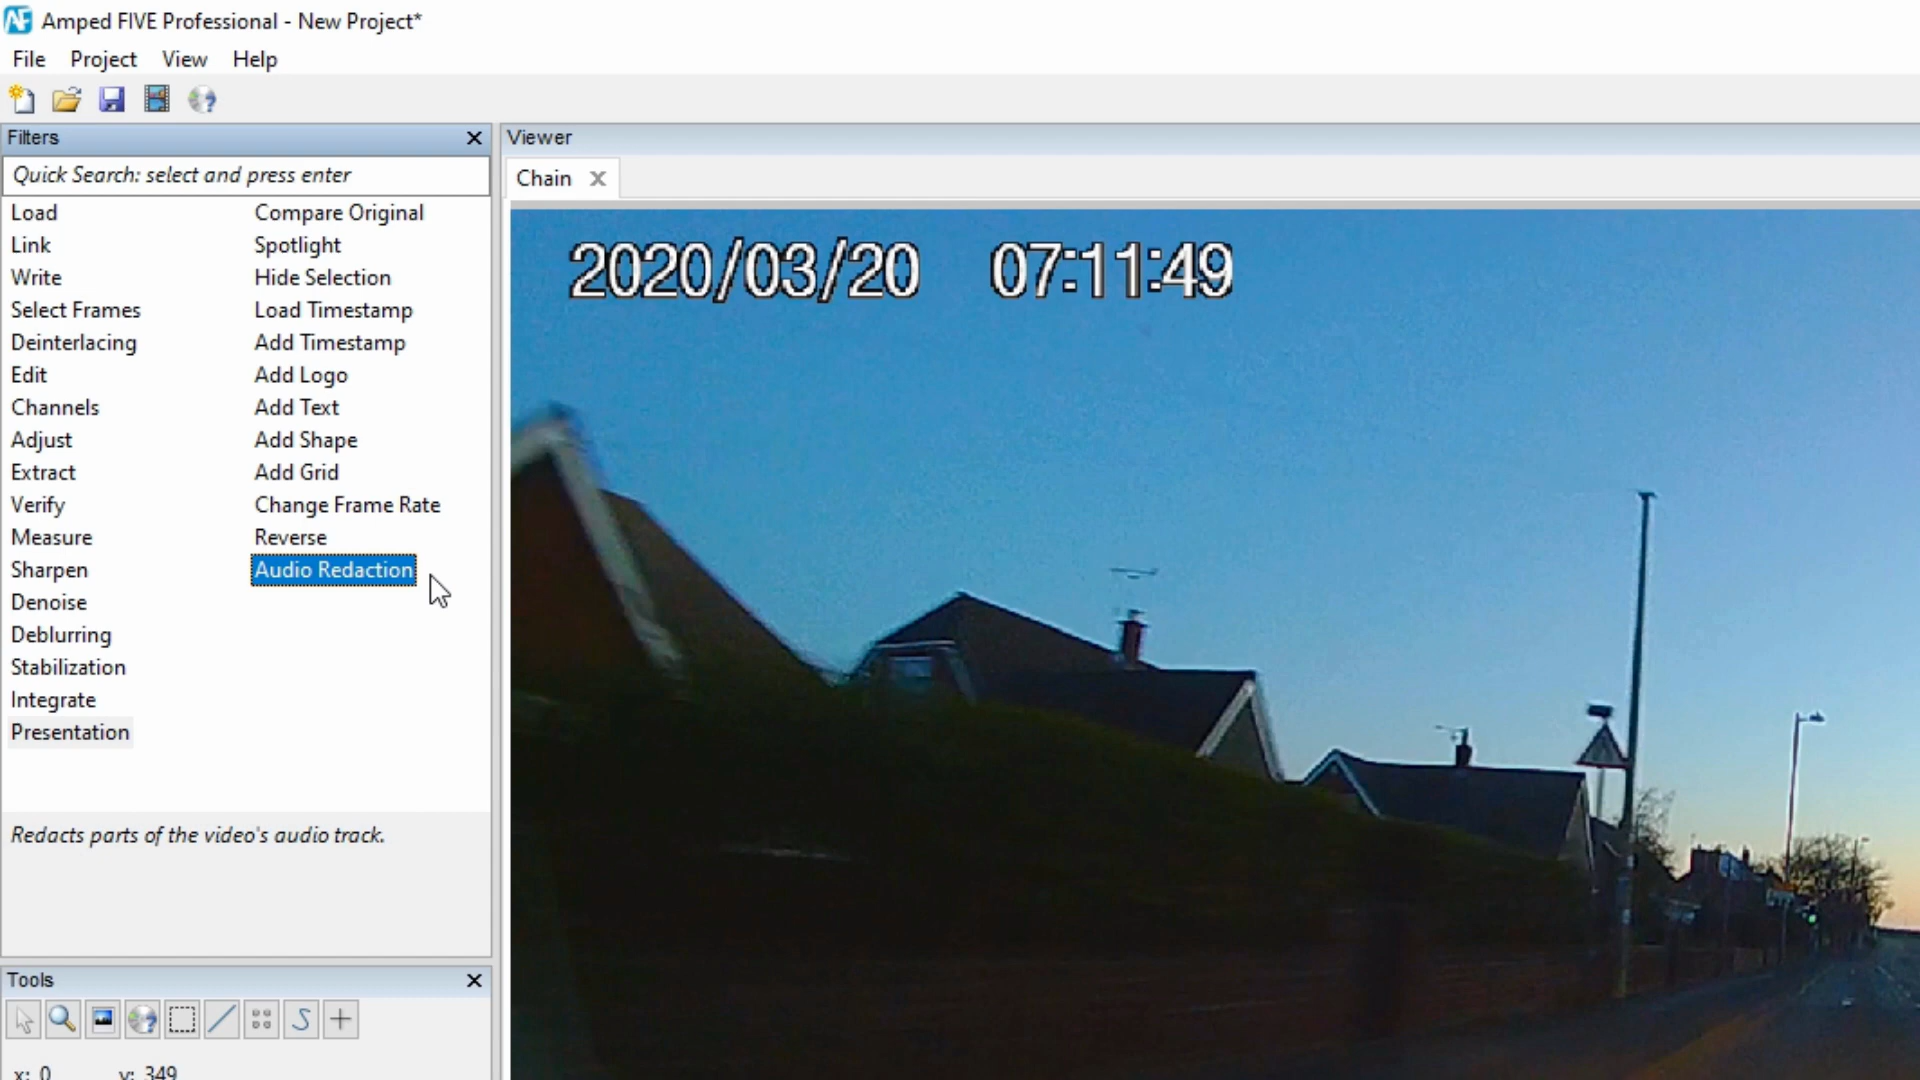 Amped FIVE Professional - New Project*
File Project View Help
Filters
Quick Search: select and press enter
Load
Link
Write
Select Frames
Deinterlacing
Edit
Channels
Adjust
Extract
Verify
Measure
Sharpen
Denoise
Deblurring
Stabilization
Integrate
Presentation
Compare Original
Spotlight
Hide Selection
Load Timestamp
Add Timestamp
Add Logo
Add Text
Add Shape
Add Grid
Change Frame Rate
Reverse
Audio Redaction
Redacts parts of the video's audio track.
Tools
x: 0 y: 349
Viewer
Chain
2020/03/20 07:11:49